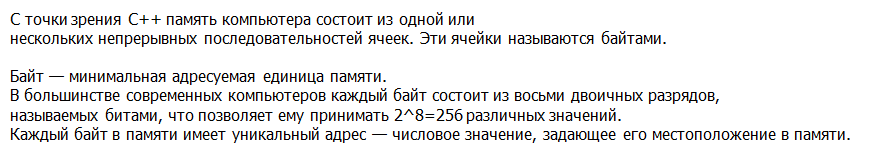 С точки зрения C++ память компьютера состоит из одной или
нескольких непрерывных последовательностей ячеек. Эти ячейки называются байтами.
Байт — минимальная адресуемая единица памяти.
В большинстве современных компьютеров каждый байт состоит из восьми двоичных разрядов,
называемых битами, что позволяет ему принимать 2^8=256 различных значений.
Каждый байт в памяти имеет уникальный адрес — числовое значение, задающее его местоположение в памяти.